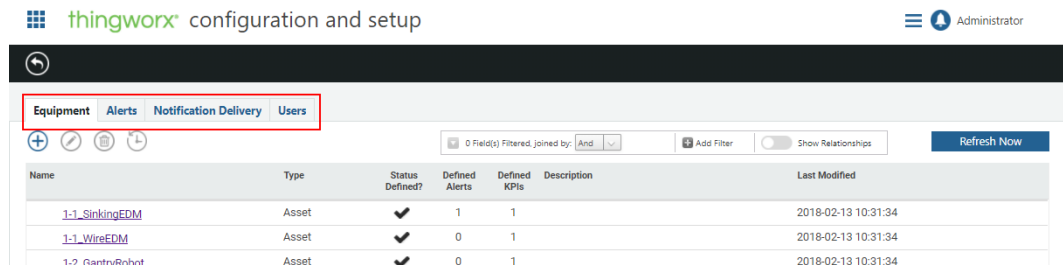 thingworx® configuration and setup
Administrator
Equipment Alerts Notification Delivery Users
0 Field(s) Filtered, joined by: And Add Filter Show Relationships Refresh Now
Name Type Status Defined? Defined Alerts Defined KPIs Description Last Modified
1-1_SinkingEDM Asset 1 1 2018-02-13 10:31:34
1-1_WireEDM Asset 0 1 2018-02-13 10:31:34
1-2_GantryRobot Asset 0 1 2018-02-13 10:31:34